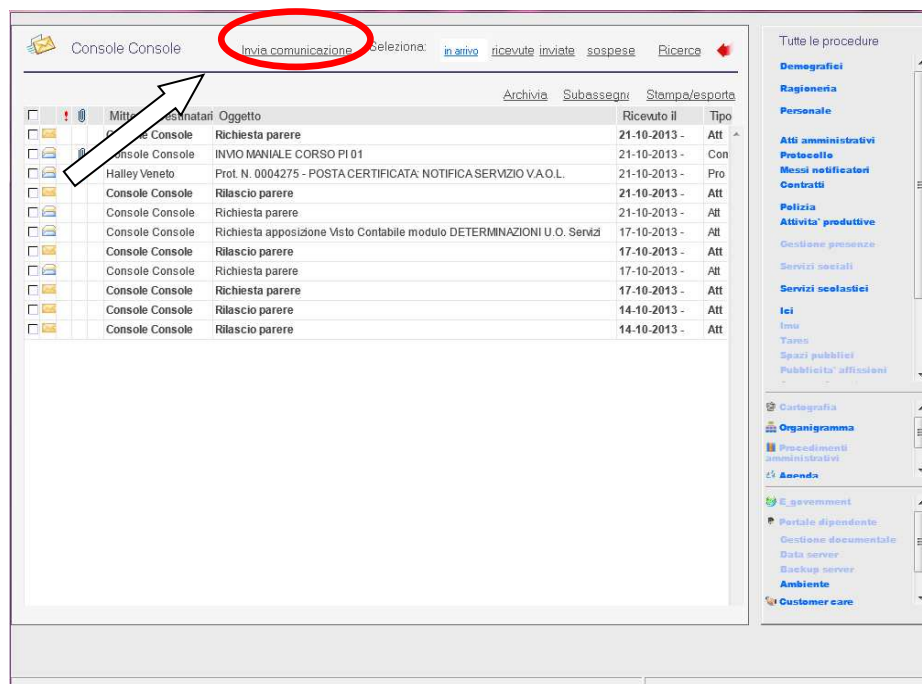 Console Console Invia comunicazione Seleziona: in arrivo ricevute inviate sospese Ricerca
Archivia Subassegna Stampa/esporta
! Oggetto Ricevuto il Tipo
Console Console Richiesta parere 21-10-2013 - Att
Console Console INVIO MANIALE CORSO PI 01 21-10-2013 - Con
Halley Veneto Prot. N. 0004275 - POSTA CERTIFICATA: NOTIFICA SERVIZIO V.A.O.L. 21-10-2013 - Pro
Console Console Rilascio parere 21-10-2013 - Att
Console Console Richiesta parere 21-10-2013 - Att
Console Console Richiesta apposizione Visto Contabile modulo DETERMINAZIONI U.O. Servizi 17-10-2013 - Att
Console Console Rilascio parere 17-10-2013 - Att
Console Console Richiesta parere 17-10-2013 - Att
Console Console Richiesta parere 17-10-2013 - Att
Console Console Rilascio parere 14-10-2013 - Att
Console Console Rilascio parere 14-10-2013 - Att
Tutte le procedure
Demografici
Ragioneria
Personale
Atti amministrativi
Protocollo
Messi notificatori
Contratti
Polizia
Attivita' produttive
Gestione presenze
Servizi sociali
Servizi scolastici
Ici
Imu
Tares
Spazi pubblici
Pubblicita' affissioni
Cartografia
Organigramma
Procedimenti
amministrativi
Agenda
E_government
Portale dipendente
Gestione documentale
Data server
Backup server
Ambiente
Customer care